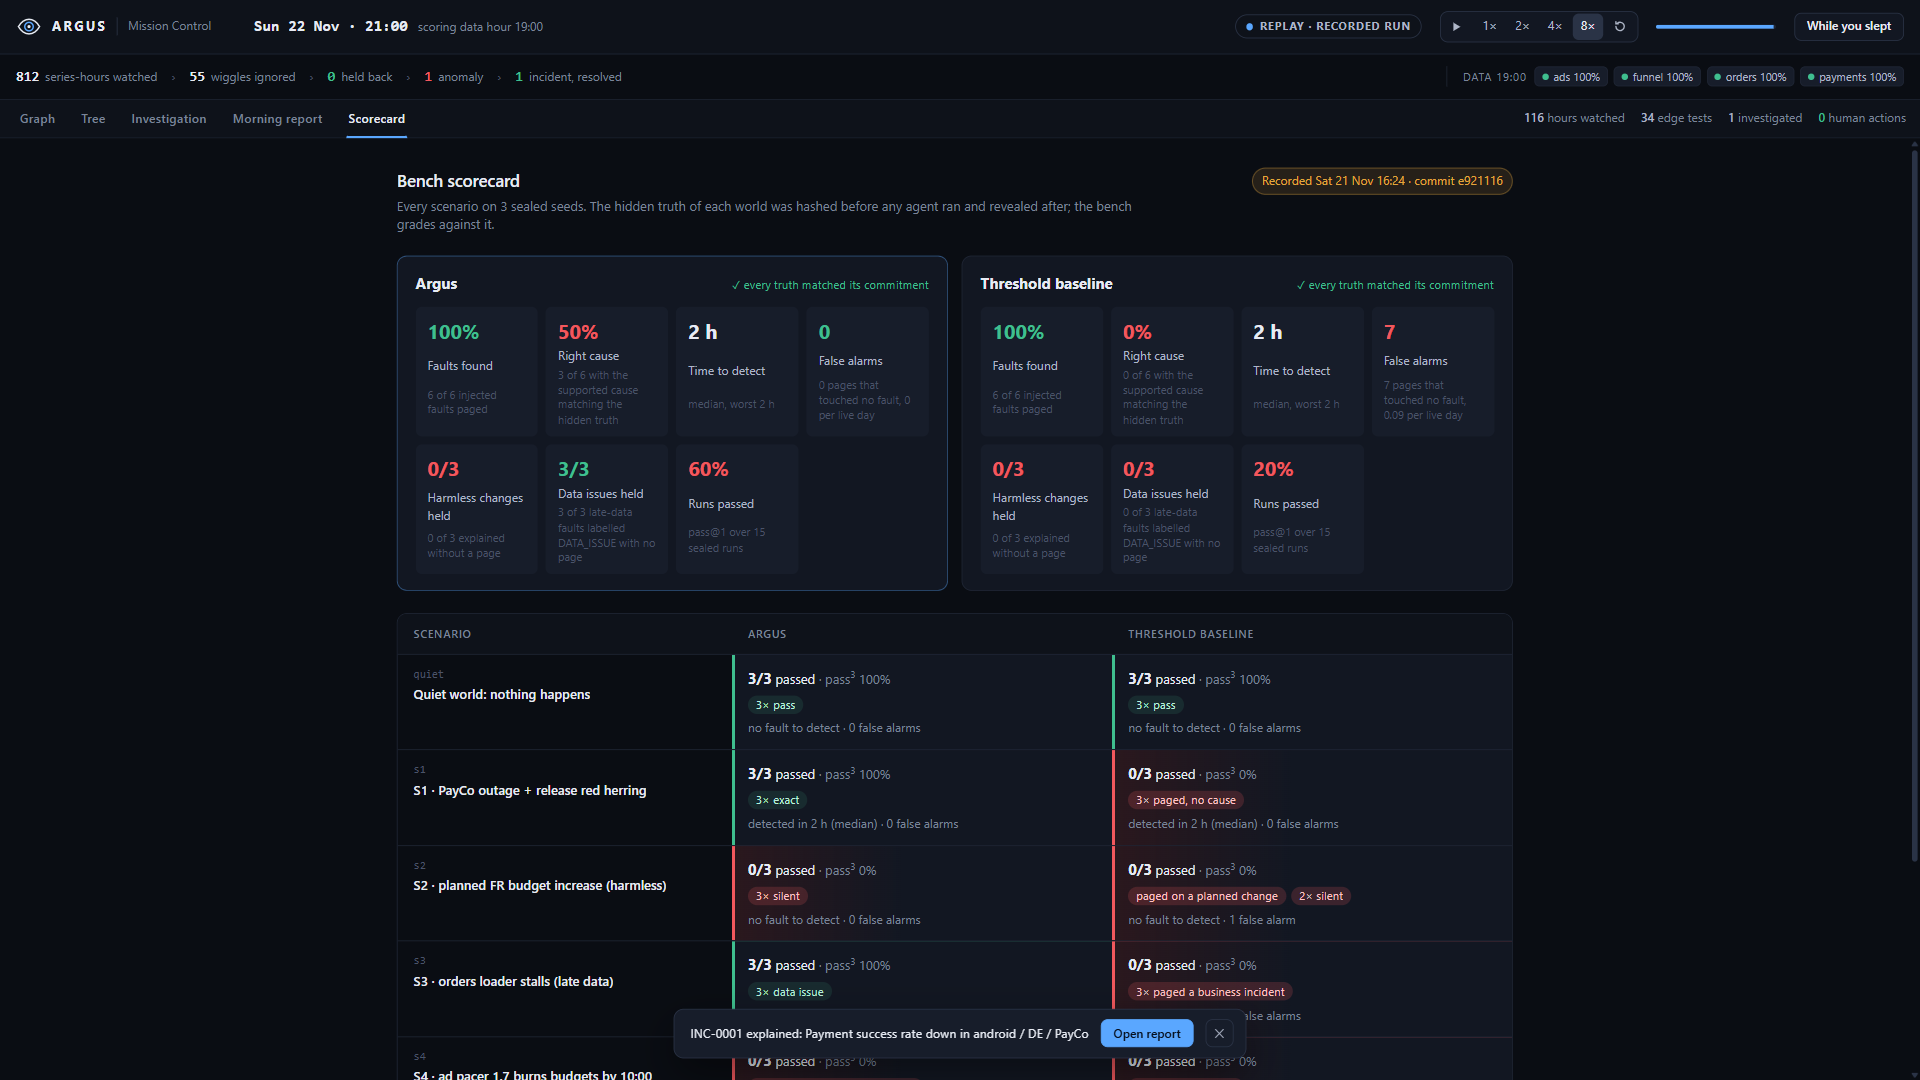 ARGUS Mission Control Sun 22 Nov • 21:00 scoring data hour 19:00 REPLAY · RECORDED RUN 1× 2× 4× 8× While you slept
812 series-hours watched › 55 wiggles ignored › 0 held back › 1 anomaly › 1 incident, resolved DATA 19:00 ads 100% funnel 100% orders 100% payments 100%
Graph Tree Investigation Morning report Scorecard 116 hours watched 34 edge tests 1 investigated 0 human actions
Bench scorecard
Recorded Sat 21 Nov 16:24 · commit e921116
Every scenario on 3 sealed seeds. The hidden truth of each world was hashed before any agent ran and revealed after; the bench
grades against it.
Argus
✓ every truth matched its commitment
100%
Faults found
6 of 6 injected
faults paged
50%
Right cause
3 of 6 with the
supported cause
matching the
hidden truth
2 h
Time to detect
median, worst 2 h
0
False alarms
0 pages that
touched no fault, 0
per live day
0/3
Harmless changes
held
0 of 3 explained
without a page
3/3
Data issues held
3 of 3 late-data
faults labelled
DATA_ISSUE with no
page
60%
Runs passed
pass@1 over 15
sealed runs
Threshold baseline
✓ every truth matched its commitment
100%
Faults found
6 of 6 injected
faults paged
0%
Right cause
0 of 6 with the
supported cause
matching the
hidden truth
2 h
Time to detect
median, worst 2 h
7
False alarms
7 pages that
touched no fault,
0.09 per live day
0/3
Harmless changes
held
0 of 3 explained
without a page
0/3
Data issues held
0 of 3 late-data
faults labelled
DATA_ISSUE with no
page
20%
Runs passed
pass@1 over 15
sealed runs
SCENARIO ARGUS THRESHOLD BASELINE
quiet
Quiet world: nothing happens
3/3 passed · pass³ 100%
3× pass
no fault to detect · 0 false alarms
3/3 passed · pass³ 100%
3× pass
no fault to detect · 0 false alarms
s1
S1 · PayCo outage + release red herring
3/3 passed · pass³ 100%
3× exact
detected in 2 h (median) · 0 false alarms
0/3 passed · pass³ 0%
3× paged, no cause
detected in 2 h (median) · 0 false alarms
s2
S2 · planned FR budget increase (harmless)
0/3 passed · pass³ 0%
3× silent
no fault to detect · 0 false alarms
0/3 passed · pass³ 0%
paged on a planned change 2× silent
no fault to detect · 1 false alarm
s3
S3 · orders loader stalls (late data)
3/3 passed · pass³ 100%
3× data issue
0/3 passed · pass³ 0%
3× paged a business incident
alse alarms
INC-0001 explained: Payment success rate down in android / DE / PayCo Open report
s4
S4 · ad pacer 1.7 burns budgets by 10:00
0/3 passed · pass³ 0%
0/3 passed · pass³ 0%